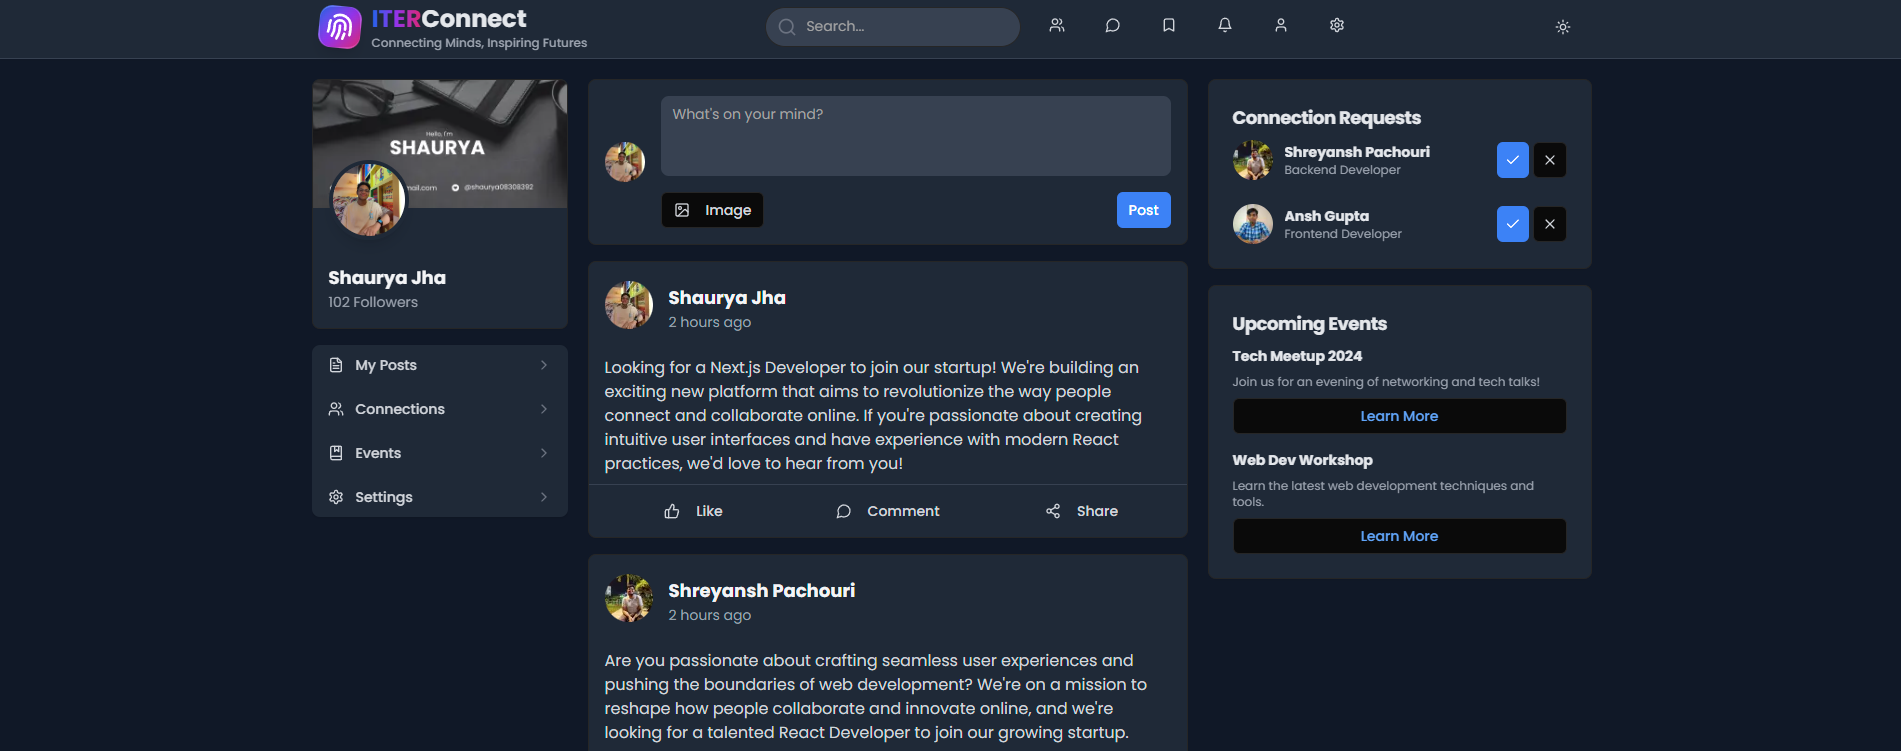 ITERConnect
Connecting Minds, Inspiring Futures
Search...
Hello, I'm
SHAURYA
@shaurya08308392
Shaurya Jha
102 Followers
My Posts
Connections
Events
Settings
What's on your mind?
Image
Post
Shaurya Jha
2 hours ago
Looking for a Next.js Developer to join our startup! We're building an
exciting new platform that aims to revolutionize the way people
connect and collaborate online. If you're passionate about creating
intuitive user interfaces and have experience with modern React
practices, we'd love to hear from you!
Like
Comment
Share
Shreyansh Pachouri
2 hours ago
Are you passionate about crafting seamless user experiences and
pushing the boundaries of web development? We're on a mission to
reshape how people collaborate and innovate online, and we're
looking for a talented React Developer to join our growing startup.
Connection Requests
Shreyansh Pachouri
Backend Developer
Ansh Gupta
Frontend Developer
Upcoming Events
Tech Meetup 2024
Join us for an evening of networking and tech talks!
Learn More
Web Dev Workshop
Learn the latest web development techniques and
tools.
Learn More